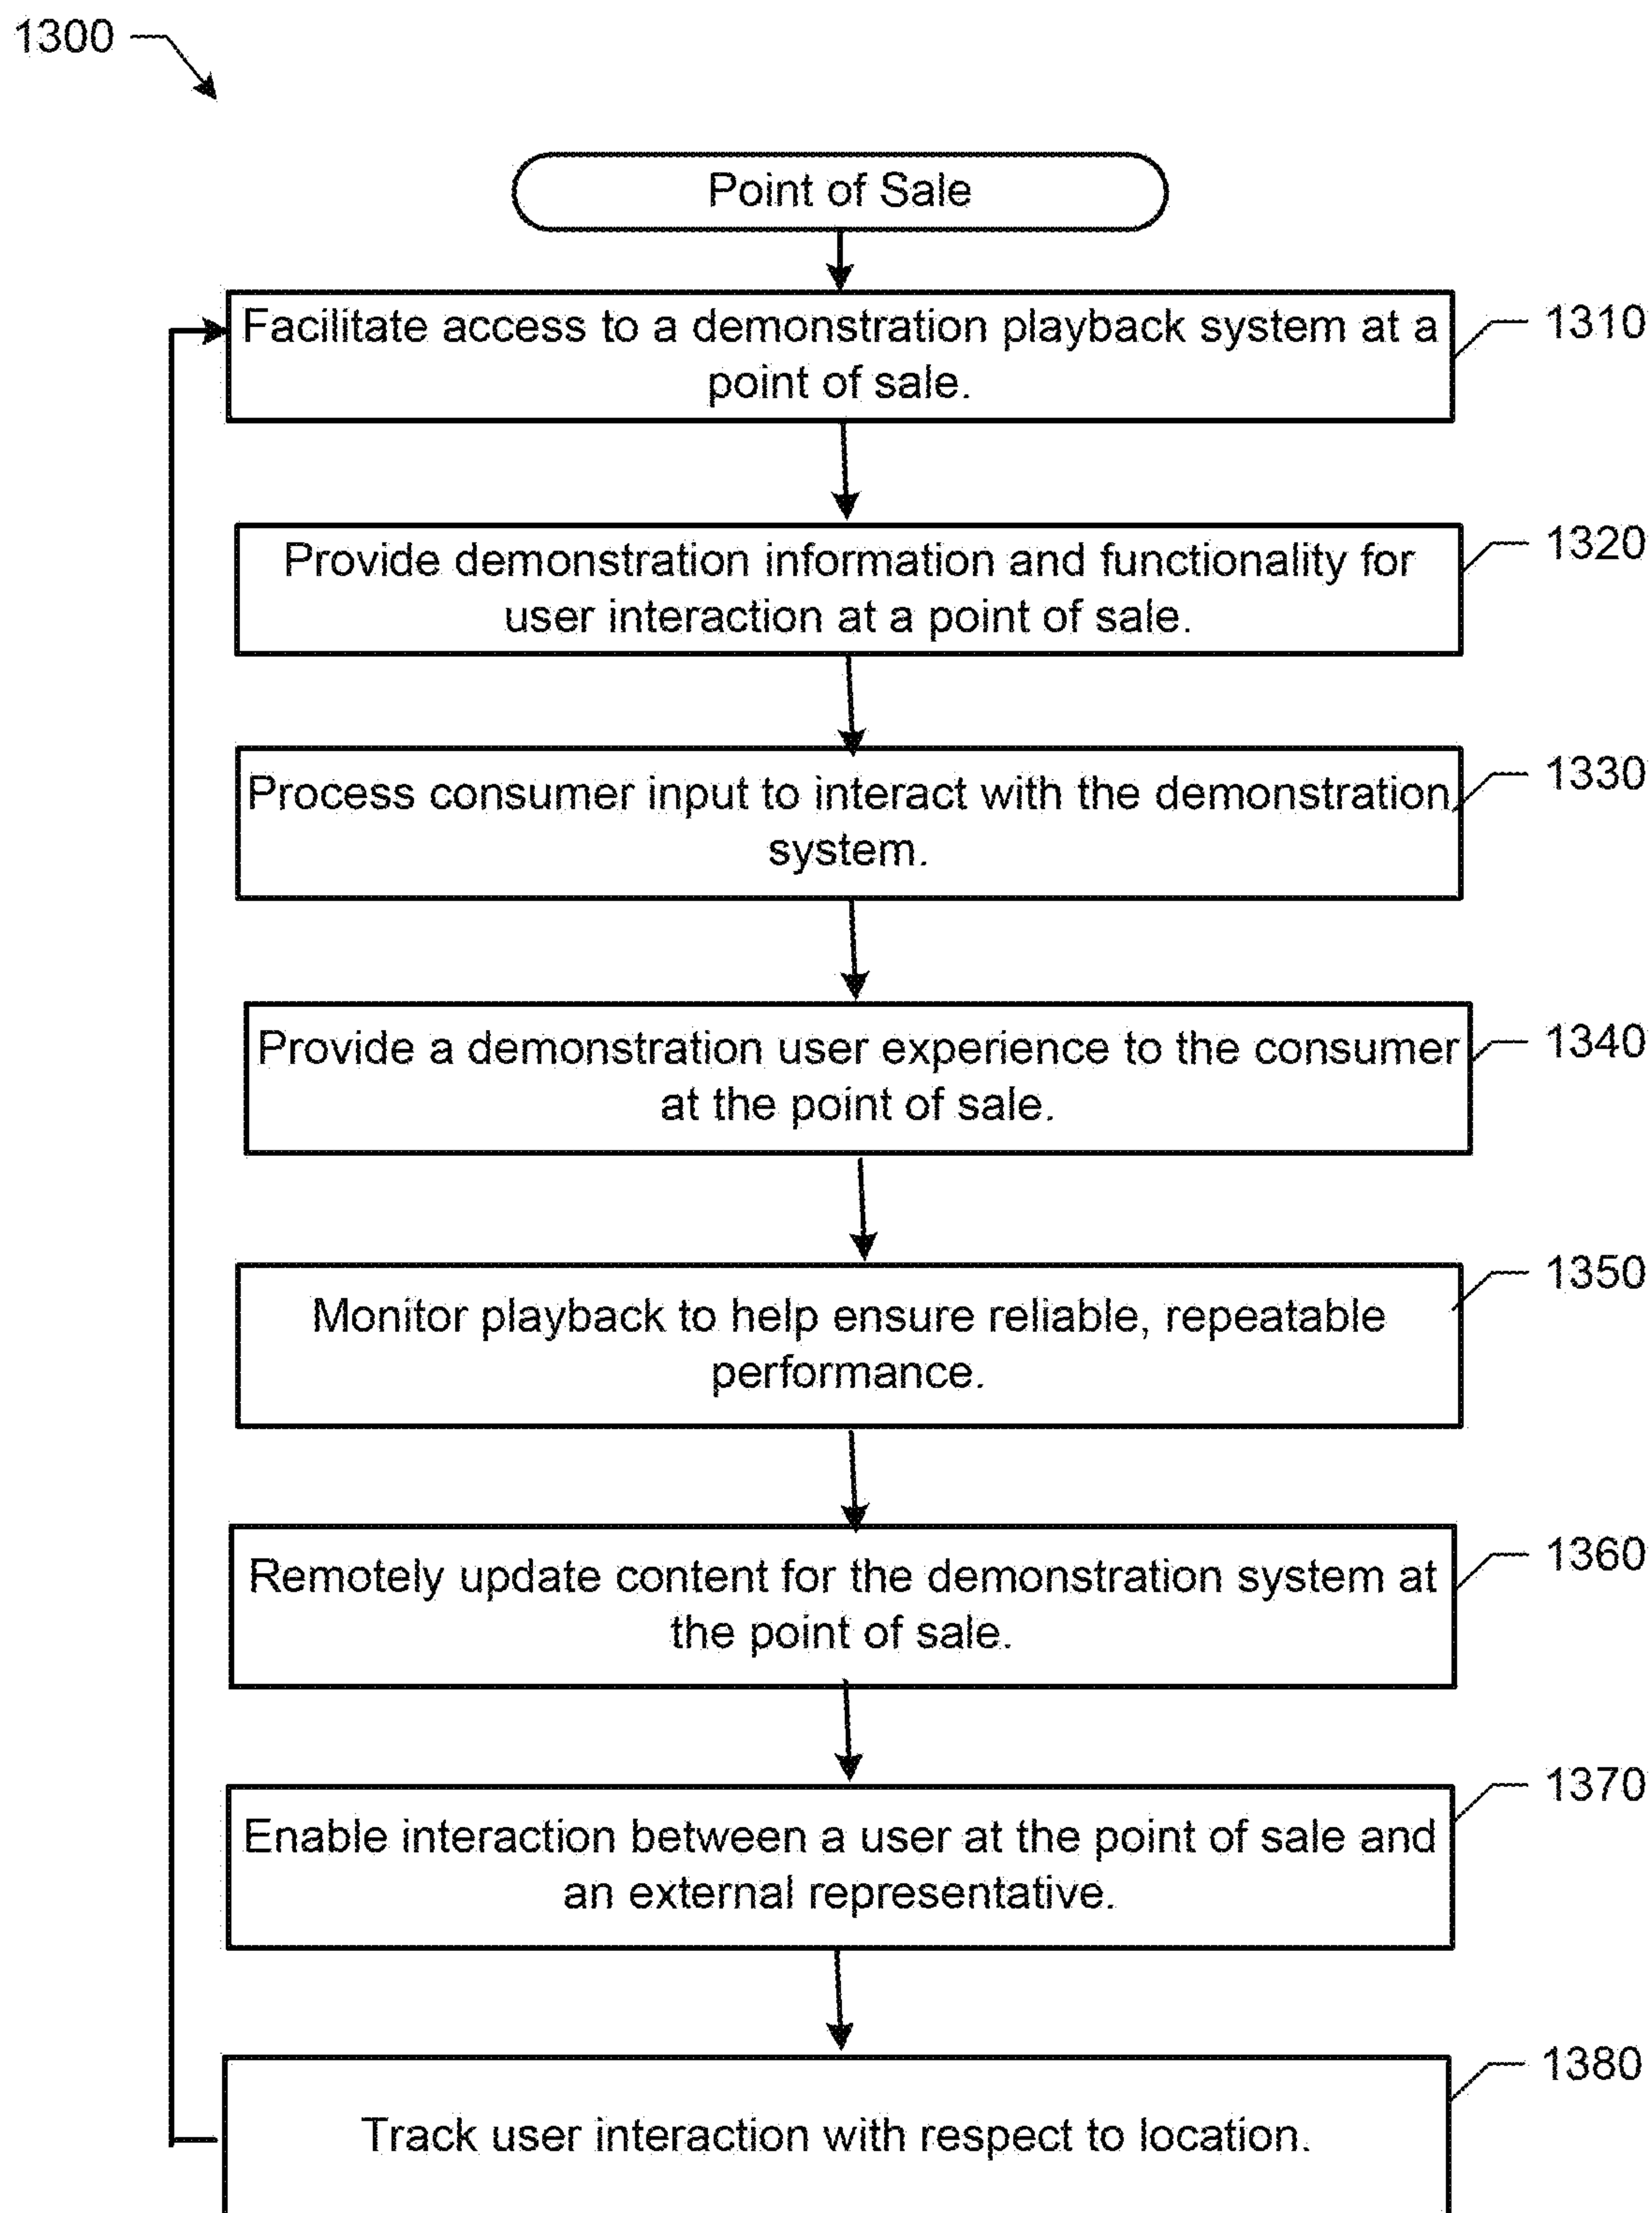 1300
Point of Sale
Facilitate access to a demonstration playback system at a
point of sale.
1310
Provide demonstration information and functionality for
user interaction at a point of sale.
1320
Process consumer input to interact with the demonstration
system.
1330
Provide a demonstration user experience to the consumer
at the point of sale.
1340
Monitor playback to help ensure reliable, repeatable
performance.
1350
Remotely update content for the demonstration system at
the point of sale.
1360
Enable interaction between a user at the point of sale and
an external representative.
1370
Track user interaction with respect to location.
1380